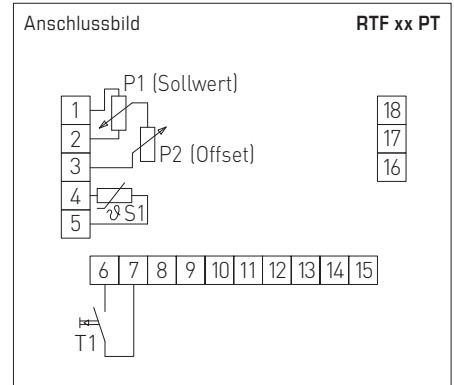 Anschlussbild RTF xx PT
P1 (Sollwert)
1
2
3
4
5
P2 (Offset)
ϑ S1
18
17
16
6 7 8 9 10 11 12 13 14 15
T1